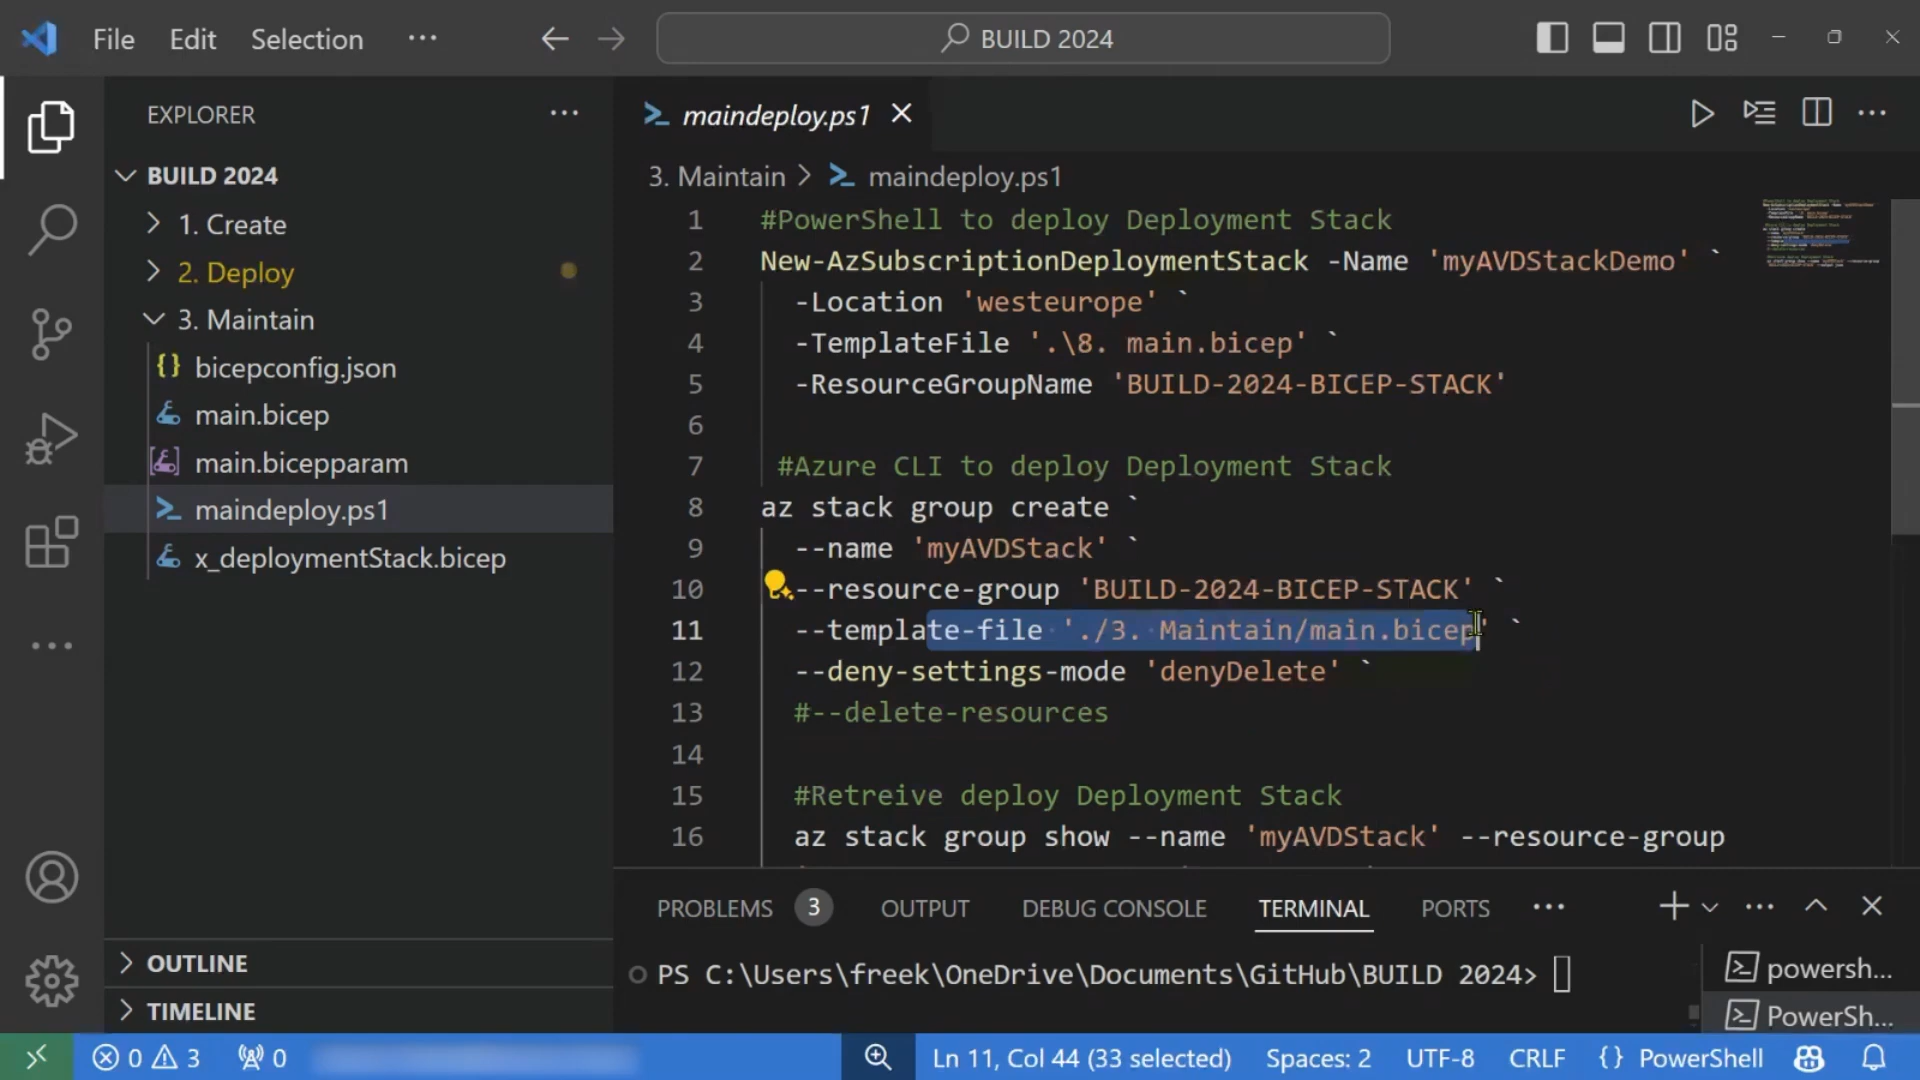 File Edit Selection ··· BUILD 2024
EXPLORER ···
BUILD 2024
1. Create
2. Deploy
3. Maintain
bicepconfig.json
main.bicep
main.bicepparam
maindeploy.ps1
x_deploymentStack.bicep
OUTLINE
TIMELINE
maindeploy.ps1
3. Maintain > maindeploy.ps1
1 #PowerShell to deploy Deployment Stack
2 New-AzSubscriptionDeploymentStack -Name 'myAVDStackDemo' `
3 -Location 'westeurope' `
4 -TemplateFile '.\8. main.bicep' `
5 -ResourceGroupName 'BUILD-2024-BICEP-STACK'
6
7 #Azure CLI to deploy Deployment Stack
8 az stack group create `
9 --name 'myAVDStack' `
10 --resource-group 'BUILD-2024-BICEP-STACK' `
11 --template-file './3. Maintain/main.bicep' `
12 --deny-settings-mode 'denyDelete' `
13 #--delete-resources
14
15 #Retreive deploy Deployment Stack
16 az stack group show --name 'myAVDStack' --resource-group
PROBLEMS 3 OUTPUT DEBUG CONSOLE TERMINAL PORTS ···
PS C:\Users\freek\OneDrive\Documents\GitHub\BUILD 2024>
powersh...
PowerSh...
0 3 0 Ln 11, Col 44 (33 selected) Spaces: 2 UTF-8 CRLF {} PowerShell